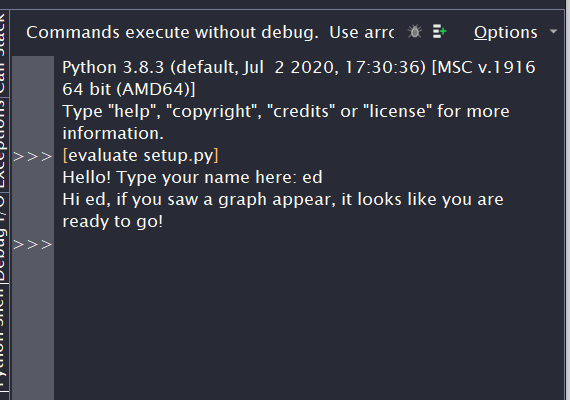 Commands execute without debug.  Use arrc
Options
Python 3.8.3 (default, Jul  2 2020, 17:30:36) [MSC v.1916
64 bit (AMD64)]
Type "help", "copyright", "credits" or "license" for more
information.
>>> [evaluate setup.py]
Hello! Type your name here: ed
Hi ed, if you saw a graph appear, it looks like you are
ready to go!
>>>
Call Stack
Exceptions
Debug I/O
Python Shell